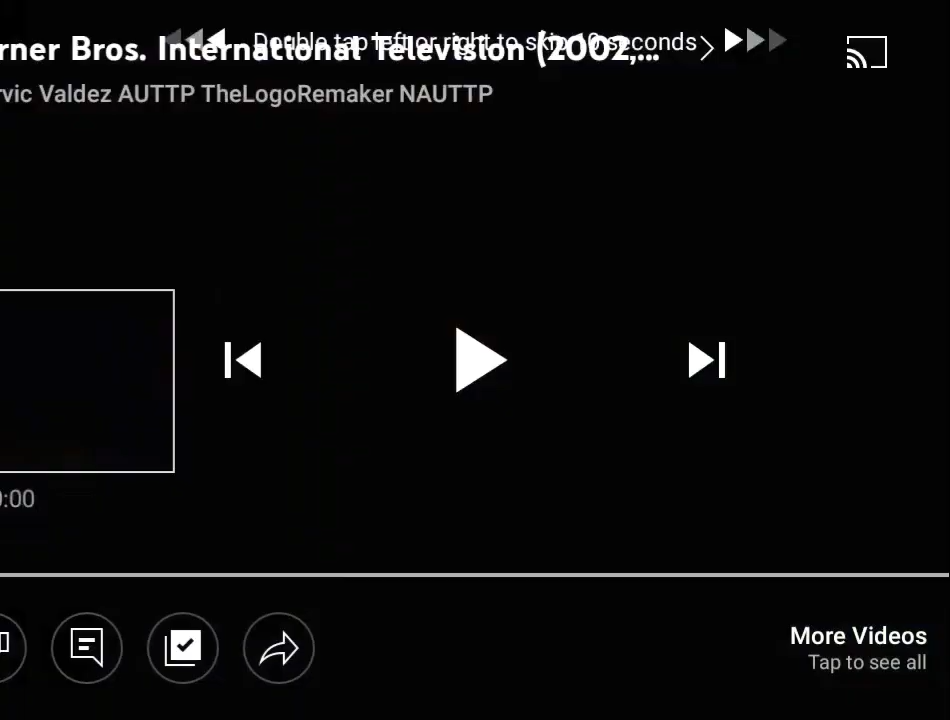 Double tap left or right to skip 10 seconds
rner Bros. International Television (2002,...
rvic Valdez AUTTP TheLogoRemaker NAUTTP
0:00
More Videos
Tap to see all